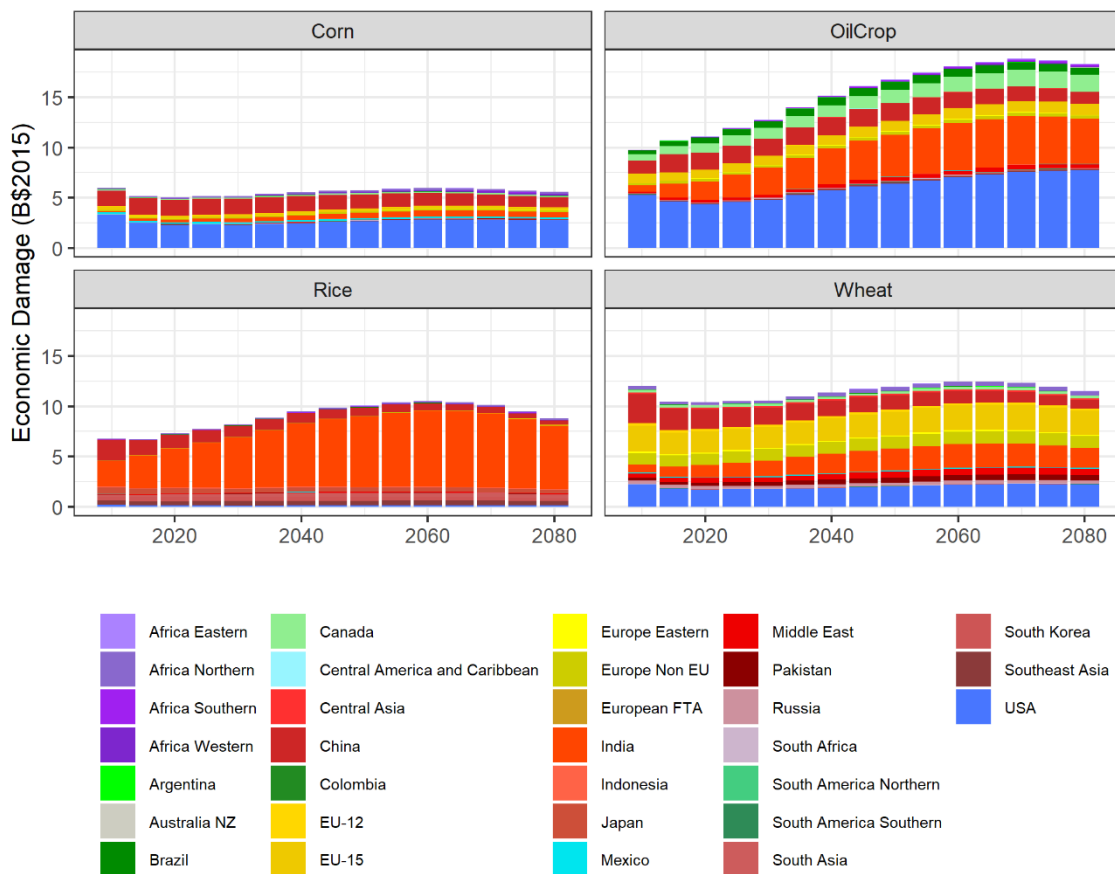 Corn
OilCrop
Economic Damage (B$2015)
15
10
5
0
Rice
Wheat
15
10
5
0
2020 2040 2060 2080
2020 2040 2060 2080
Africa Eastern
Africa Northern
Africa Southern
Africa Western
Argentina
Australia NZ
Brazil
Canada
Central America and Caribbean
Central Asia
China
Colombia
EU-12
EU-15
Europe Eastern
Europe Non EU
European FTA
India
Indonesia
Japan
Mexico
Middle East
Pakistan
Russia
South Africa
South America Northern
South America Southern
South Asia
South Korea
Southeast Asia
USA